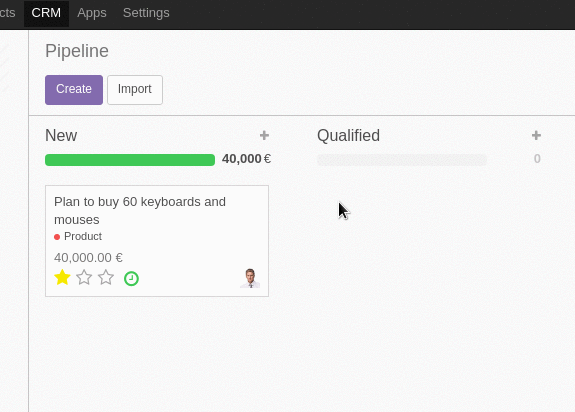 cts CRM Apps Settings
Pipeline
Create Import
New + Qualified +
40,000 € 0
Plan to buy 60 keyboards and
mouses
Product
40,000.00 €